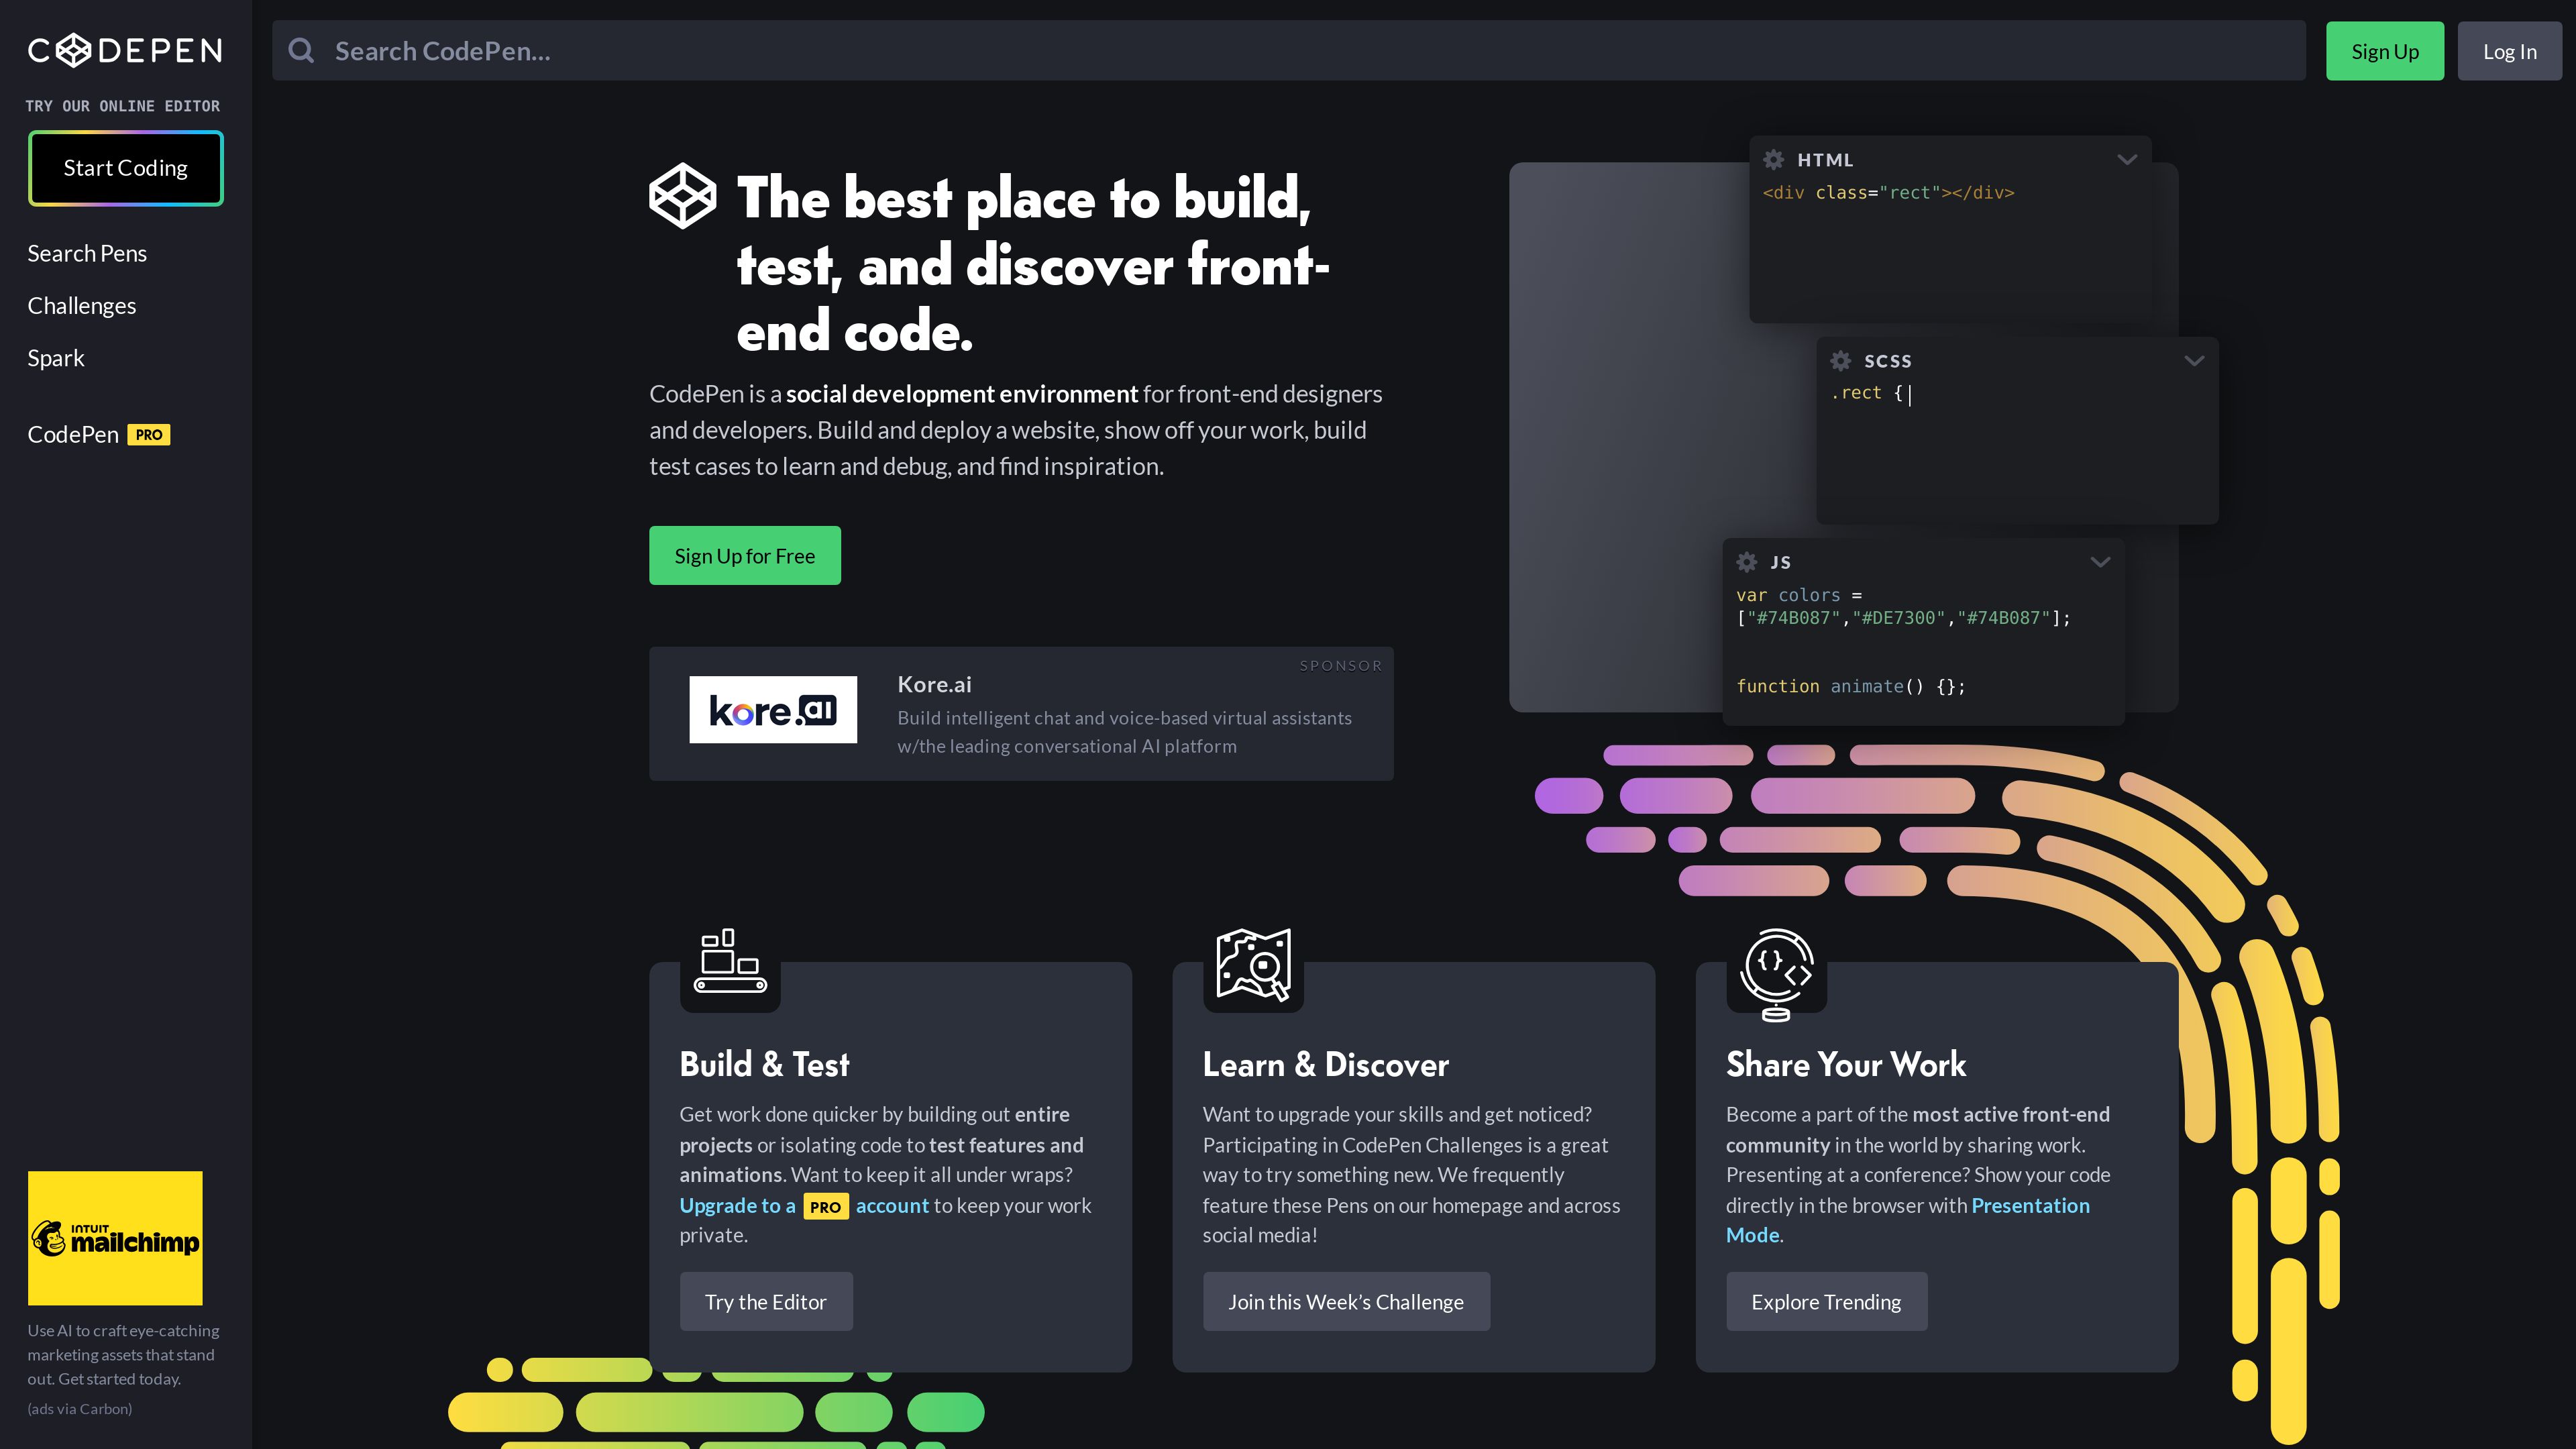 CODEPEN
TRY OUR ONLINE EDITOR
Start Coding
Search Pens
Challenges
Spark
CodePen PRO
INTUIT
mailchimp
Use AI to craft eye-catching
marketing assets that stand
out. Get started today.
(ads via Carbon)
Search CodePen...
Sign Up
Log In
The best place to build,
test, and discover front-
end code.
CodePen is a social development environment for front-end designers
and developers. Build and deploy a website, show off your work, build
test cases to learn and debug, and find inspiration.
Sign Up for Free
SPONSOR
kore.ai
Kore.ai
Build intelligent chat and voice-based virtual assistants
w/the leading conversational AI platform
HTML
<div class="rect"></div>
SCSS
.rect {
JS
var colors =
["#74B087","#DE7300","#74B087"];
function animate() {};
Build & Test
Get work done quicker by building out entire
projects or isolating code to test features and
animations. Want to keep it all under wraps?
Upgrade to a PRO account to keep your work
private.
Try the Editor
Learn & Discover
Want to upgrade your skills and get noticed?
Participating in CodePen Challenges is a great
way to try something new. We frequently
feature these Pens on our homepage and across
social media!
Join this Week’s Challenge
{} <>
Share Your Work
Become a part of the most active front-end
community in the world by sharing work.
Presenting at a conference? Show your code
directly in the browser with Presentation
Mode.
Explore Trending